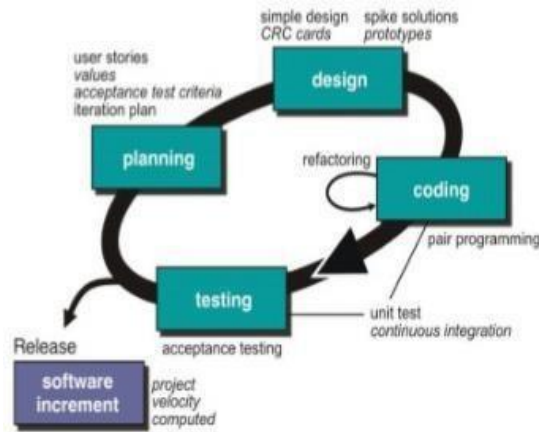 simple design
CRC cards
spike solutions
prototypes
design
user stories
values
acceptance test criteria
iteration plan
planning
refactoring
coding
pair programming
testing
unit test
continuous integration
acceptance testing
Release
software
increment
project
velocity
computed